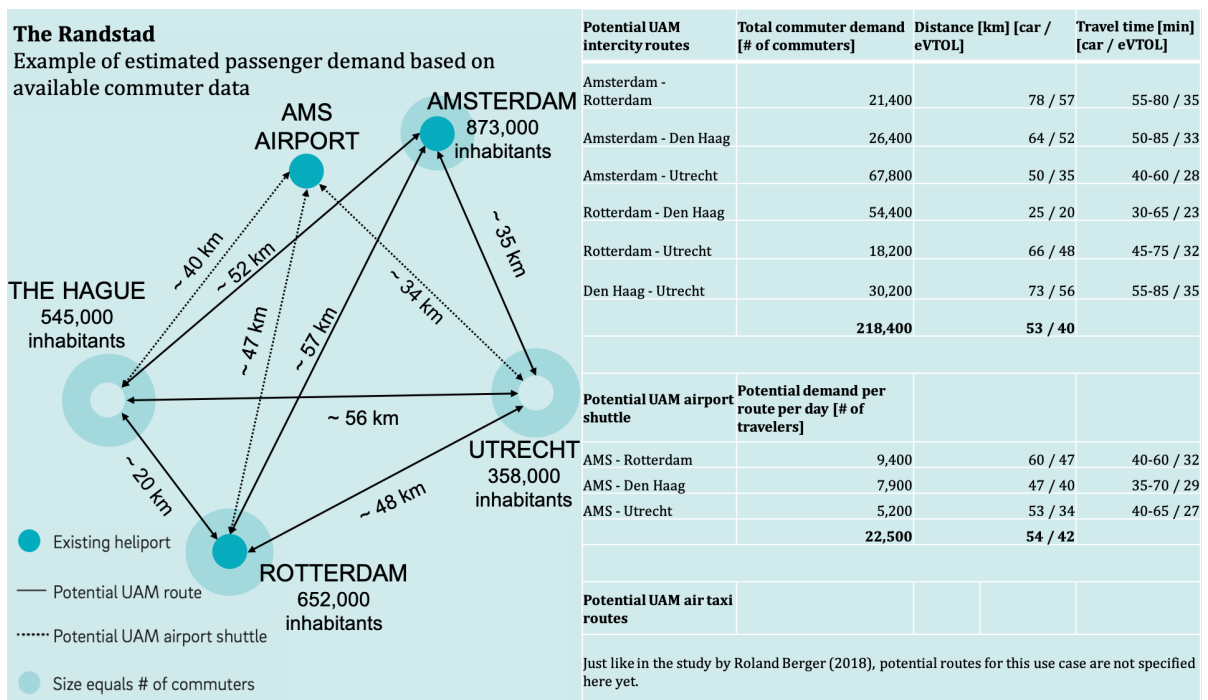 The Randstad
Example of estimated passenger demand based on
available commuter data
AMS
AIRPORT
AMSTERDAM
873,000
inhabitants
~ 40 km
~ 52 km
~ 35 km
~ 34 km
~ 47 km
~ 57 km
THE HAGUE
545,000
inhabitants
~ 56 km
UTRECHT
358,000
inhabitants
~ 20 km
~ 48 km
ROTTERDAM
652,000
inhabitants
Existing heliport
Potential UAM route
Potential UAM airport shuttle
Size equals # of commuters
Potential UAM intercity routes Total commuter demand [# of commuters] Distance [km] [car / eVTOL] Travel time [min] [car / eVTOL]
Amsterdam - Rotterdam 21,400 78 / 57 55-80 / 35
Amsterdam - Den Haag 26,400 64 / 52 50-85 / 33
Amsterdam - Utrecht 67,800 50 / 35 40-60 / 28
Rotterdam - Den Haag 54,400 25 / 20 30-65 / 23
Rotterdam - Utrecht 18,200 66 / 48 45-75 / 32
Den Haag - Utrecht 30,200 73 / 56 55-85 / 35
218,400 53 / 40
Potential UAM airport shuttle Potential demand per route per day [# of travelers]
AMS - Rotterdam 9,400 60 / 47 40-60 / 32
AMS - Den Haag 7,900 47 / 40 35-70 / 29
AMS - Utrecht 5,200 53 / 34 40-65 / 27
22,500 54 / 42
Potential UAM air taxi routes
Just like in the study by Roland Berger (2018), potential routes for this use case are not specified
here yet.